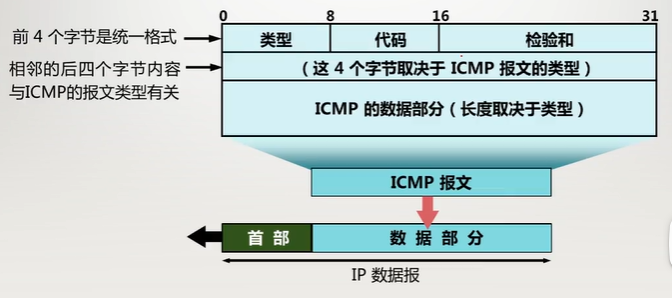 0 8 16 31
前 4 个字节是统一格式
类型 代码 检验和
相邻的后四个字节内容
与ICMP的报文类型有关
（这 4 个字节取决于 ICMP 报文的类型）
ICMP 的数据部分（长度取决于类型）
ICMP 报文
首 部 数 据 部 分
IP 数据报